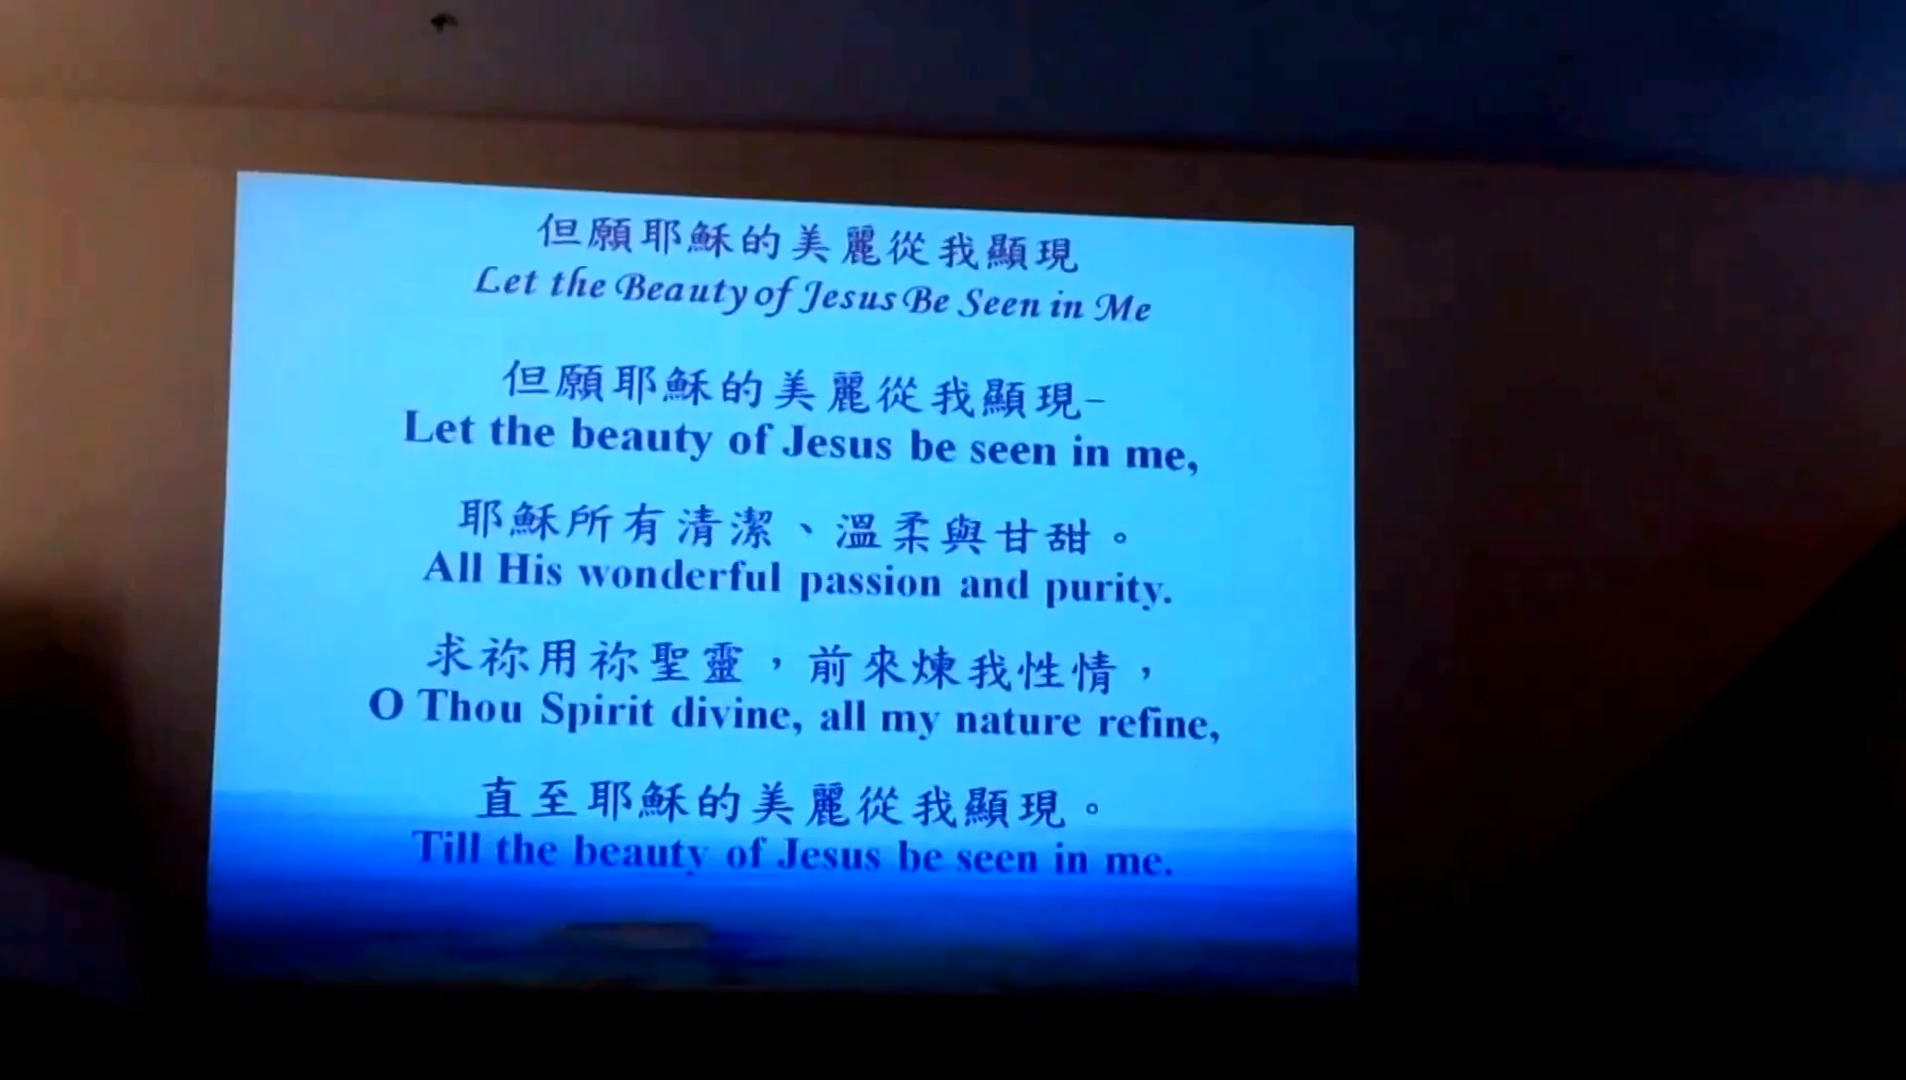 但願耶穌的美麗從我顯現
Let the Beauty of Jesus Be Seen in Me
但願耶穌的美麗從我顯現-
Let the beauty of Jesus be seen in me,
耶穌所有清潔、溫柔與甘甜。
All His wonderful passion and purity.
求祢用祢聖靈，前來煉我性情，
O Thou Spirit divine, all my nature refine,
直至耶穌的美麗從我顯現。
Till the beauty of Jesus be seen in me.